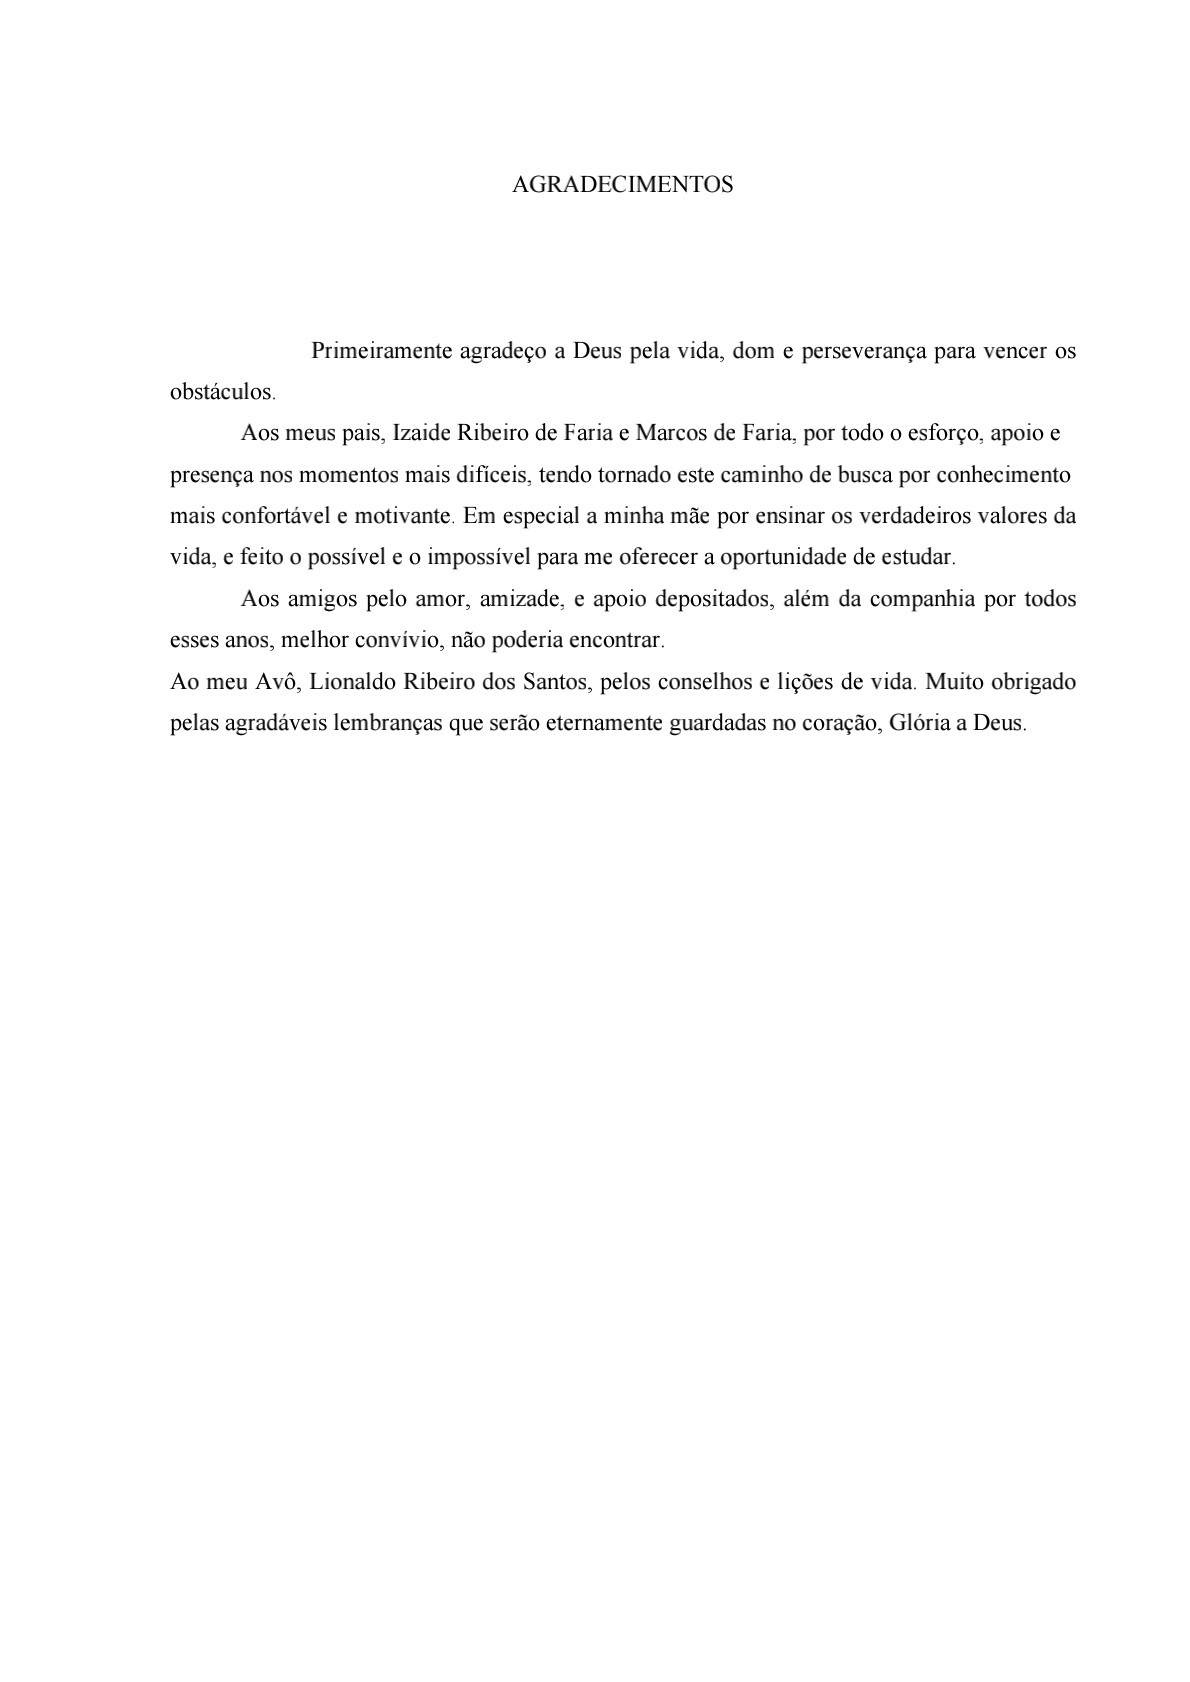 AGRADECIMENTOS
Primeiramente agradeço a Deus pela vida, dom e perseverança para vencer os
obstáculos.
Aos meus pais, Izaide Ribeiro de Faria e Marcos de Faria, por todo o esforço, apoio e
presença nos momentos mais difíceis, tendo tornado este caminho de busca por conhecimento
mais confortável e motivante. Em especial a minha mãe por ensinar os verdadeiros valores da
vida, e feito o possível e o impossível para me oferecer a oportunidade de estudar.
Aos amigos pelo amor, amizade, e apoio depositados, além da companhia por todos
esses anos, melhor convívio, não poderia encontrar.
Ao meu Avô, Lionaldo Ribeiro dos Santos, pelos conselhos e lições de vida. Muito obrigado
pelas agradáveis lembranças que serão eternamente guardadas no coração, Glória a Deus.